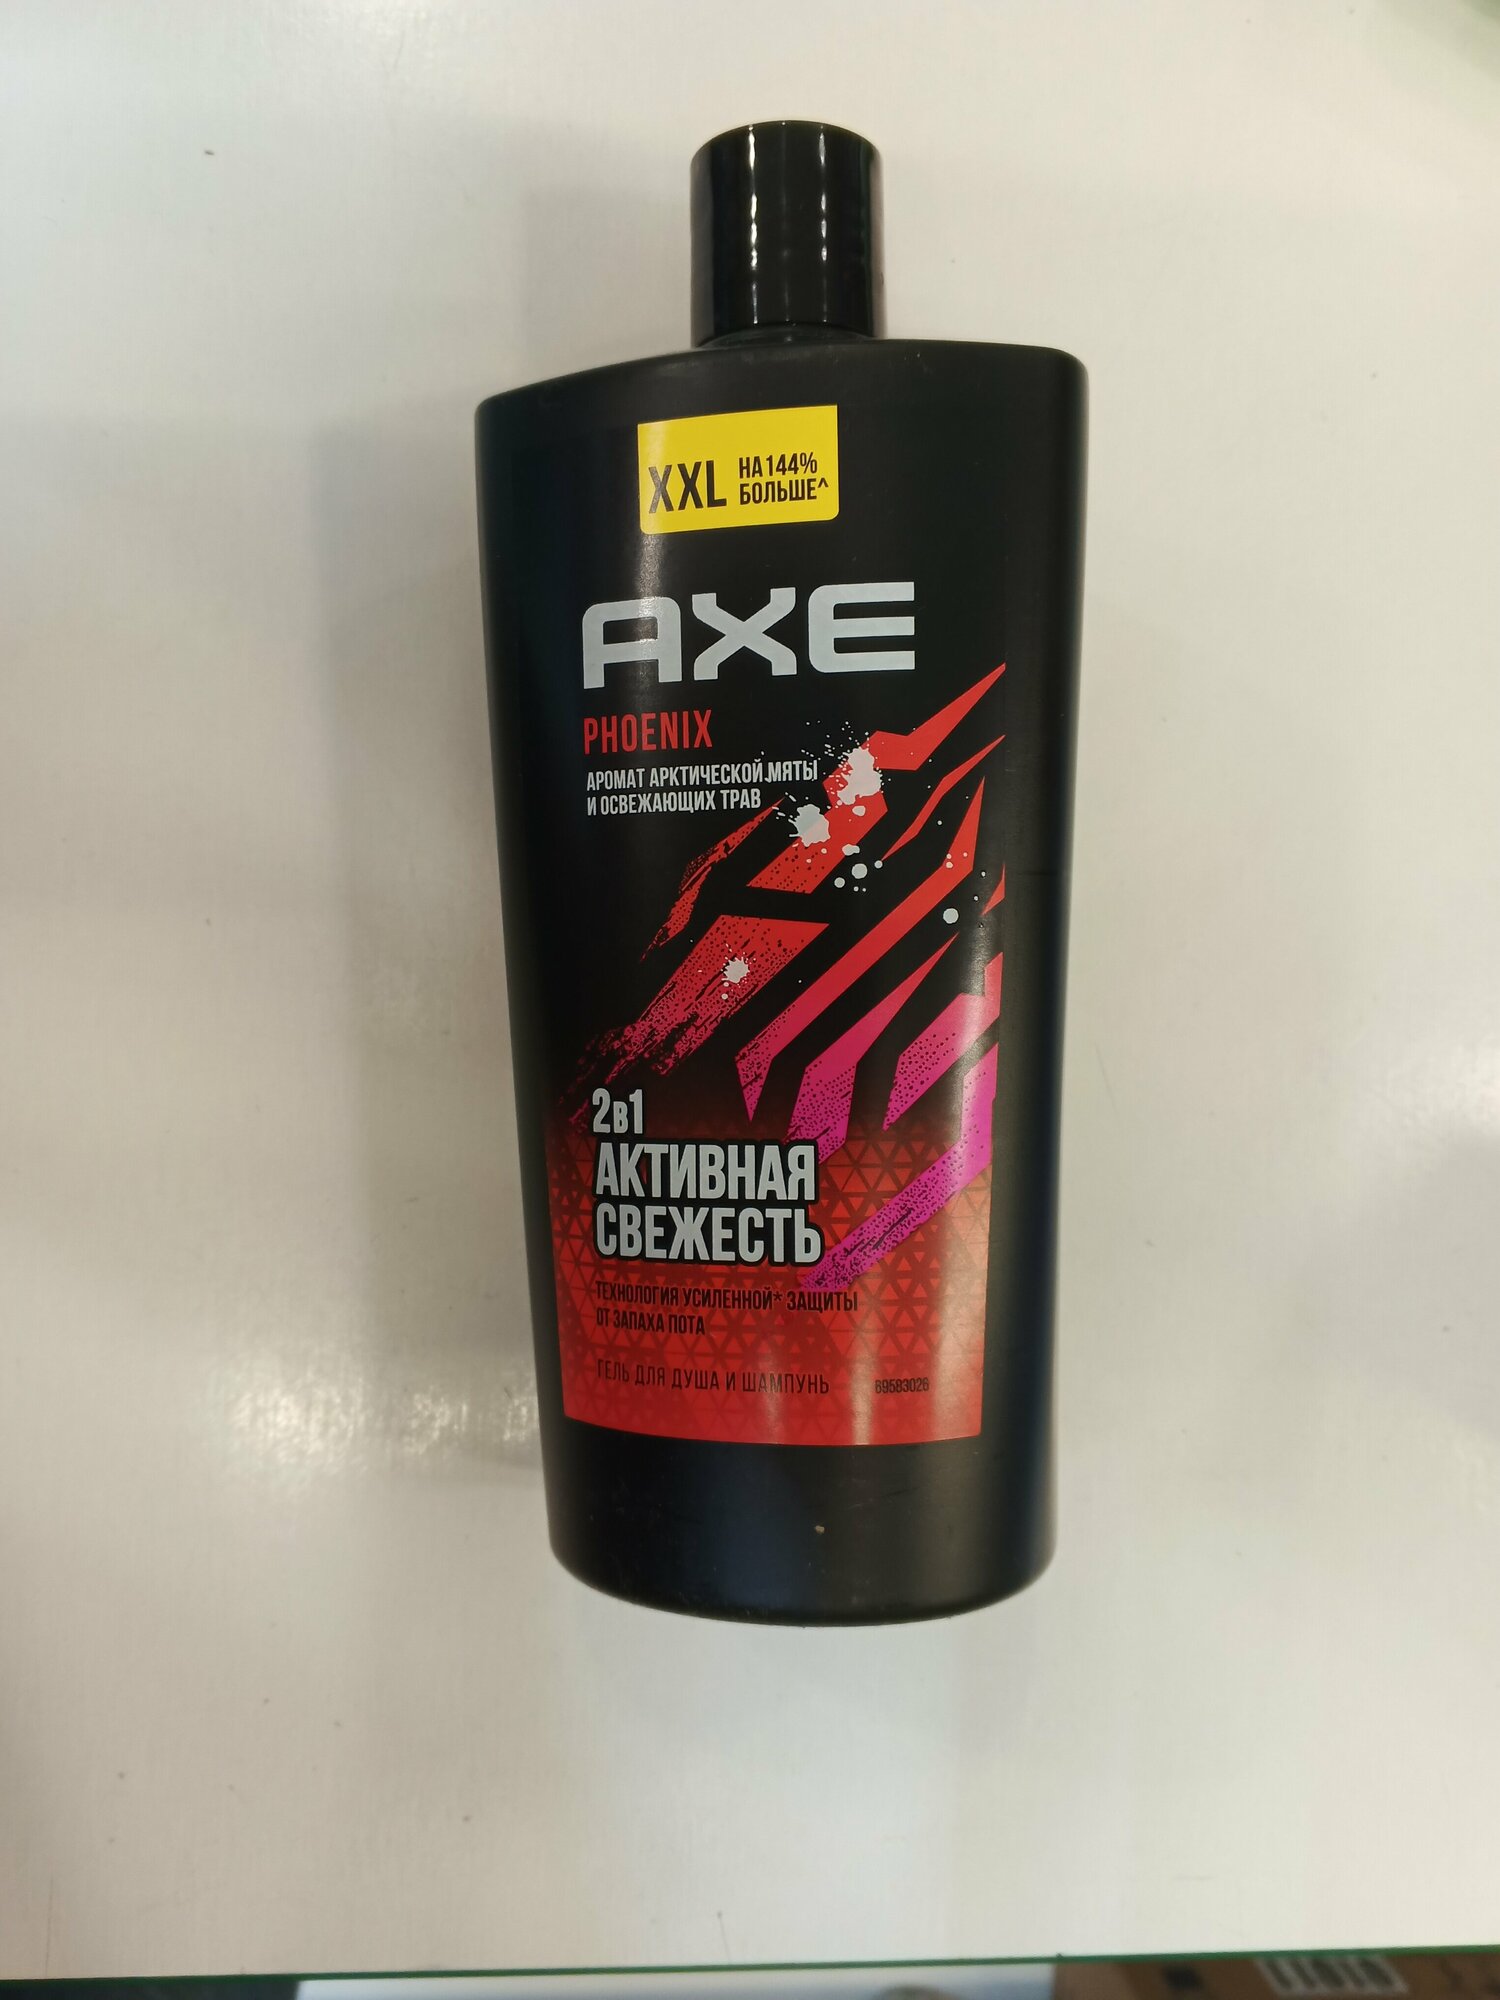 XXL НА 144%
БОЛЬШЕ^
AXE
PHOENIX
АРОМАТ АРКТИЧЕСКОЙ МЯТЫ
И ОСВЕЖАЮЩИХ ТРАВ
2в1
АКТИВНАЯ
СВЕЖЕСТЬ
ТЕХНОЛОГИЯ УСИЛЕННОЙ* ЗАЩИТЫ
ОТ ЗАПАХА ПОТА
ГЕЛЬ ДЛЯ ДУША И ШАМПУНЬ 69583026